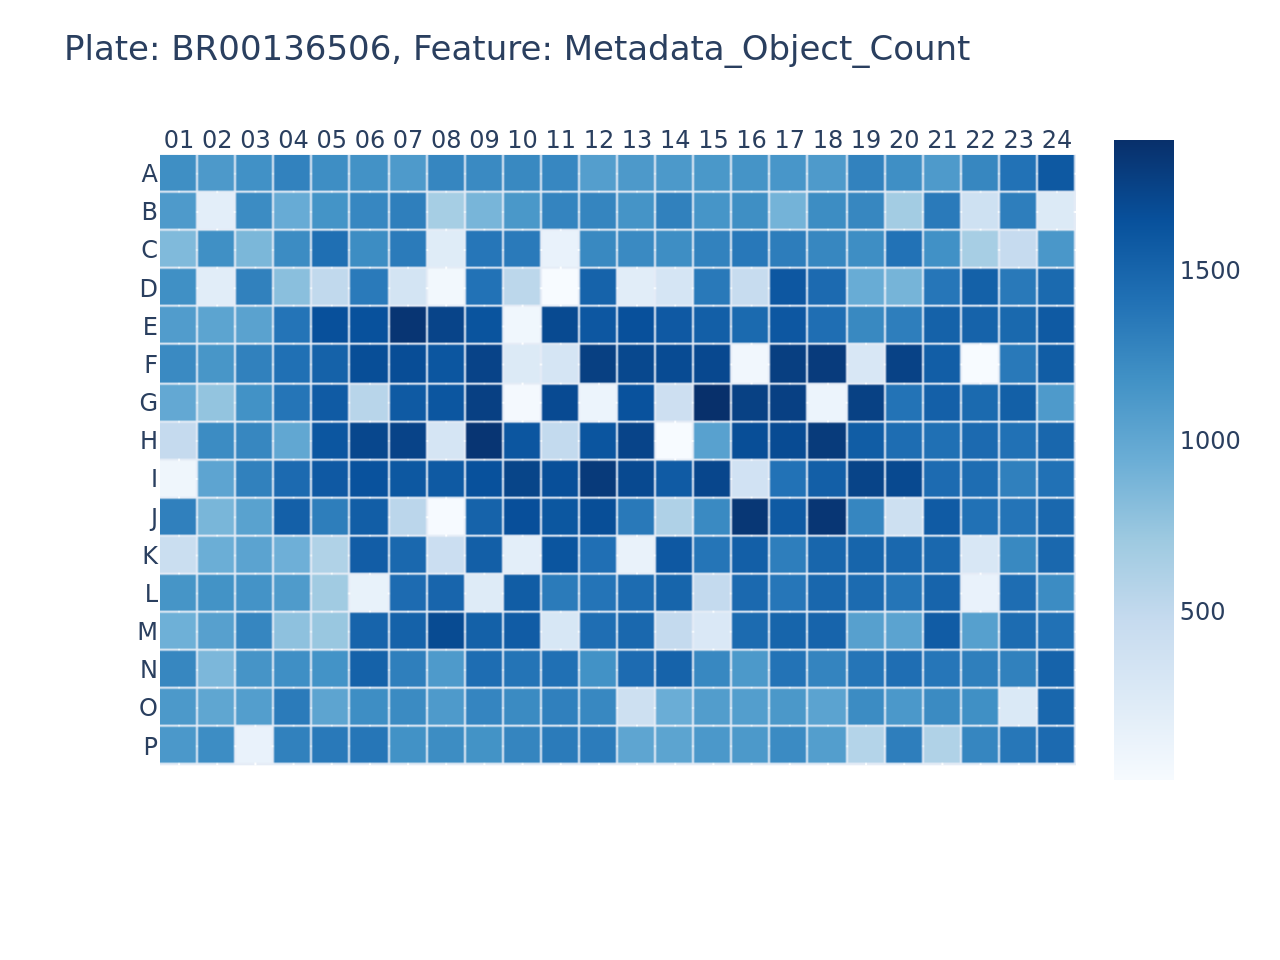 Plate: BR00136506, Feature: Metadata_Object_Count
01 02 03 04 05 06 07 08 09 10 11 12 13 14 15 16 17 18 19 20 21 22 23 24
A
B
C
D
E
F
G
H
I
J
K
L
M
N
O
P
1500
1000
500